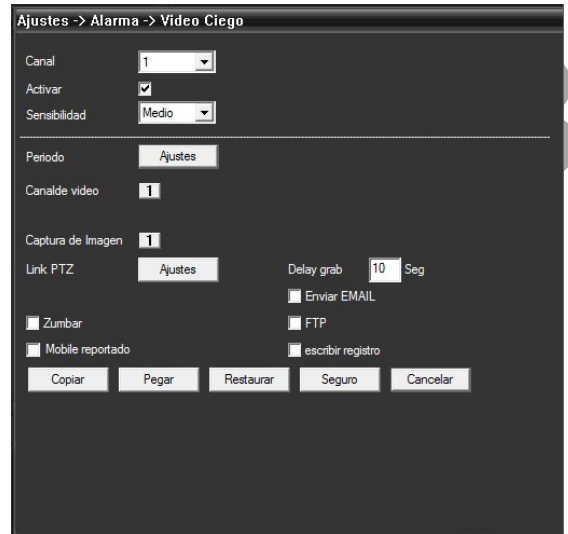 Ajustes -> Alarma -> Video Ciego
Canal 1
Activar
Sensibilidad Medio
Periodo Ajustes
Canalde video 1
Captura de Imagen 1
Link PTZ Ajustes Delay grab 10 Seg
Enviar EMAIL
Zumbar FTP
Mobile reportado escribir registro
Copiar Pegar Restaurar Seguro Cancelar